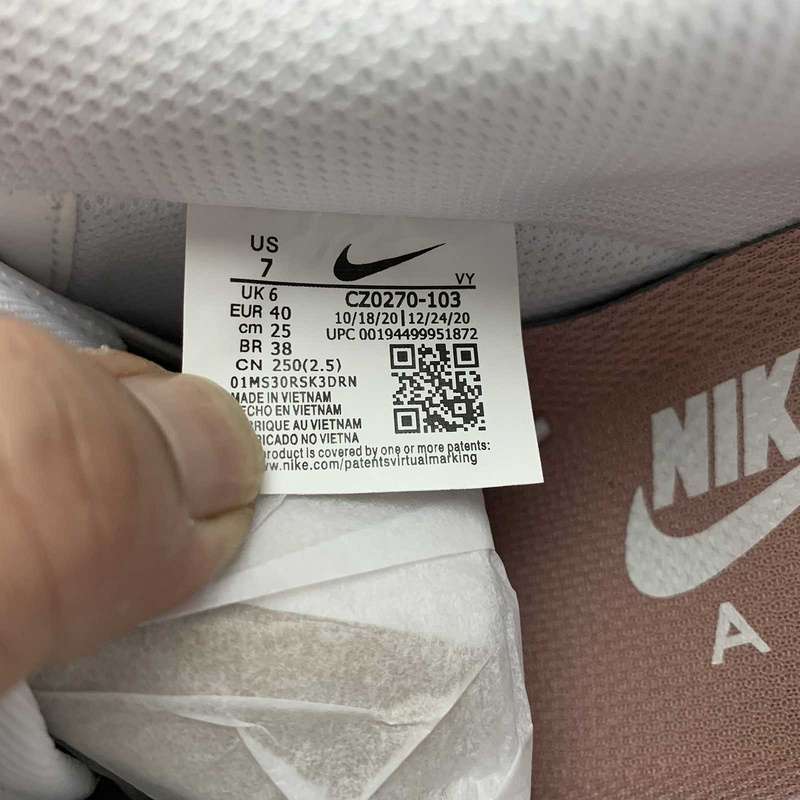 US
7
VY
UK 6
EUR 40
cm 25
BR 38
CN 250(2.5)
CZ0270-103
10/18/20|12/24/20
UPC 00194499951872
01MS30RSK3DRN
MADE IN VIETNAM
HECHO EN VIETNAM
RIQUE AU VIETNAM
RICADO NO VIETNA
product is covered by one or more patents:
w.nike.com/patentsvirtualmarking
NIK
A